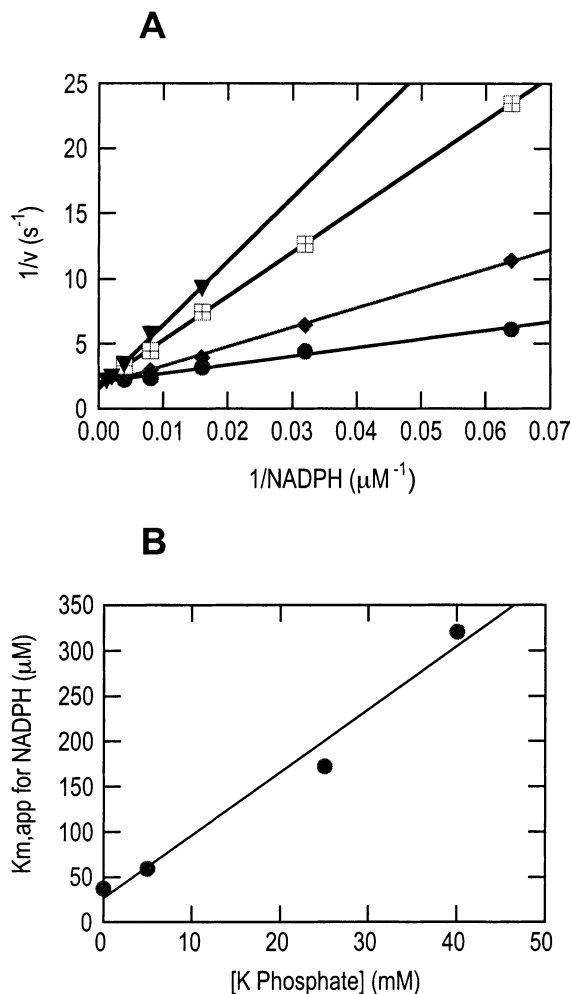 A
25
20
15
10
5
0
1/v (s⁻¹)
0.00 0.01 0.02 0.03 0.04 0.05 0.06 0.07
1/NADPH (μM⁻¹)
B
350
300
250
200
150
100
50
0
Km,app for NADPH (μM)
0 10 20 30 40 50
[K Phosphate] (mM)